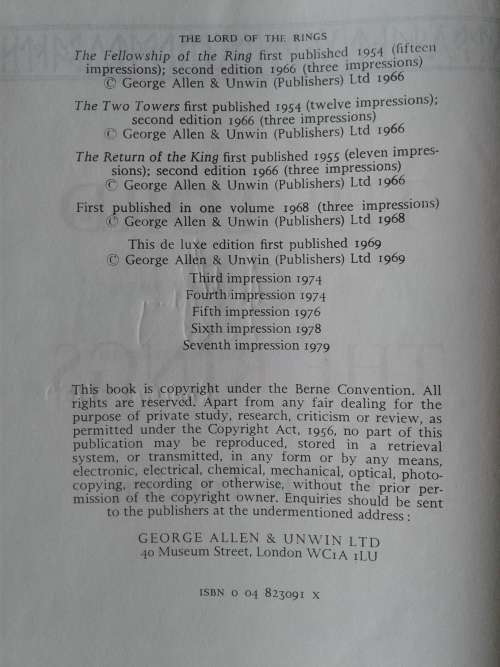 THE LORD OF THE RINGS
The Fellowship of the Ring first published 1954 (fifteen
impressions); second edition 1966 (three impressions)
© George Allen & Unwin (Publishers) Ltd 1966
The Two Towers first published 1954 (twelve impressions);
second edition 1966 (three impressions)
© George Allen & Unwin (Publishers) Ltd 1966
The Return of the King first published 1955 (eleven impres-
sions); second edition 1966 (three impressions)
© George Allen & Unwin (Publishers) Ltd 1966
First published in one volume 1968 (three impressions)
© George Allen & Unwin (Publishers) Ltd 1968
This de luxe edition first published 1969
© George Allen & Unwin (Publishers) Ltd 1969
Third impression 1974
Fourth impression 1974
Fifth impression 1976
Sixth impression 1978
Seventh impression 1979
This book is copyright under the Berne Convention. All
rights are reserved. Apart from any fair dealing for the
purpose of private study, research, criticism or review, as
permitted under the Copyright Act, 1956, no part of this
publication may be reproduced, stored in a retrieval
system, or transmitted, in any form or by any means,
electronic, electrical, chemical, mechanical, optical, photo-
copying, recording or otherwise, without the prior per-
mission of the copyright owner. Enquiries should be sent
to the publishers at the undermentioned address:
GEORGE ALLEN & UNWIN LTD
40 Museum Street, London WC1A 1LU
ISBN 0 04 823091 X